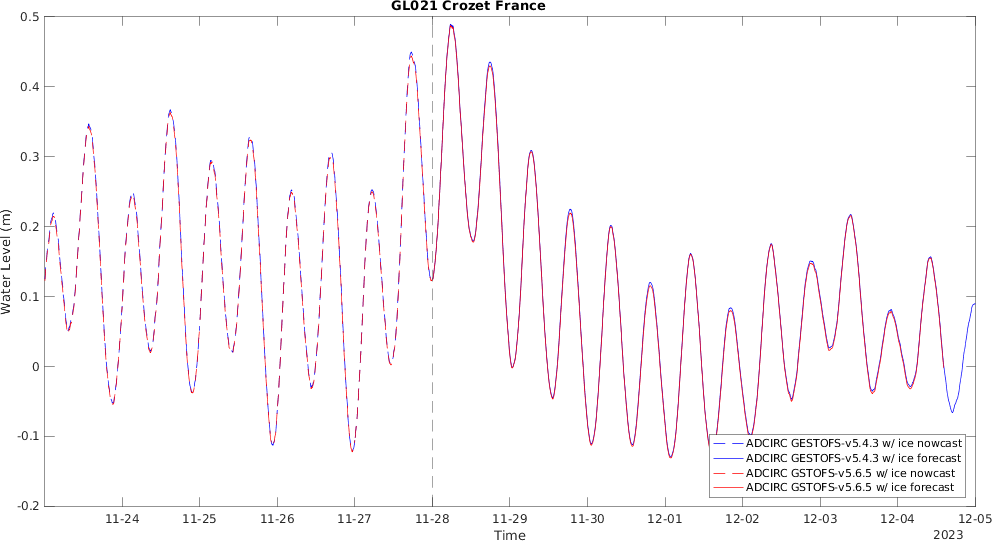 GL021 Crozet France
Water Level (m)
0.5
0.4
0.3
0.2
0.1
0
-0.1
-0.2
ADCIRC GESTOFS-v5.4.3 w/ ice nowcast
ADCIRC GESTOFS-v5.4.3 w/ ice forecast
ADCIRC GSTOFS-v5.6.5 w/ ice nowcast
ADCIRC GSTOFS-v5.6.5 w/ ice forecast
11-24 11-25 11-26 11-27 11-28 11-29 11-30 12-01 12-02 12-03 12-04 12-05
Time
2023